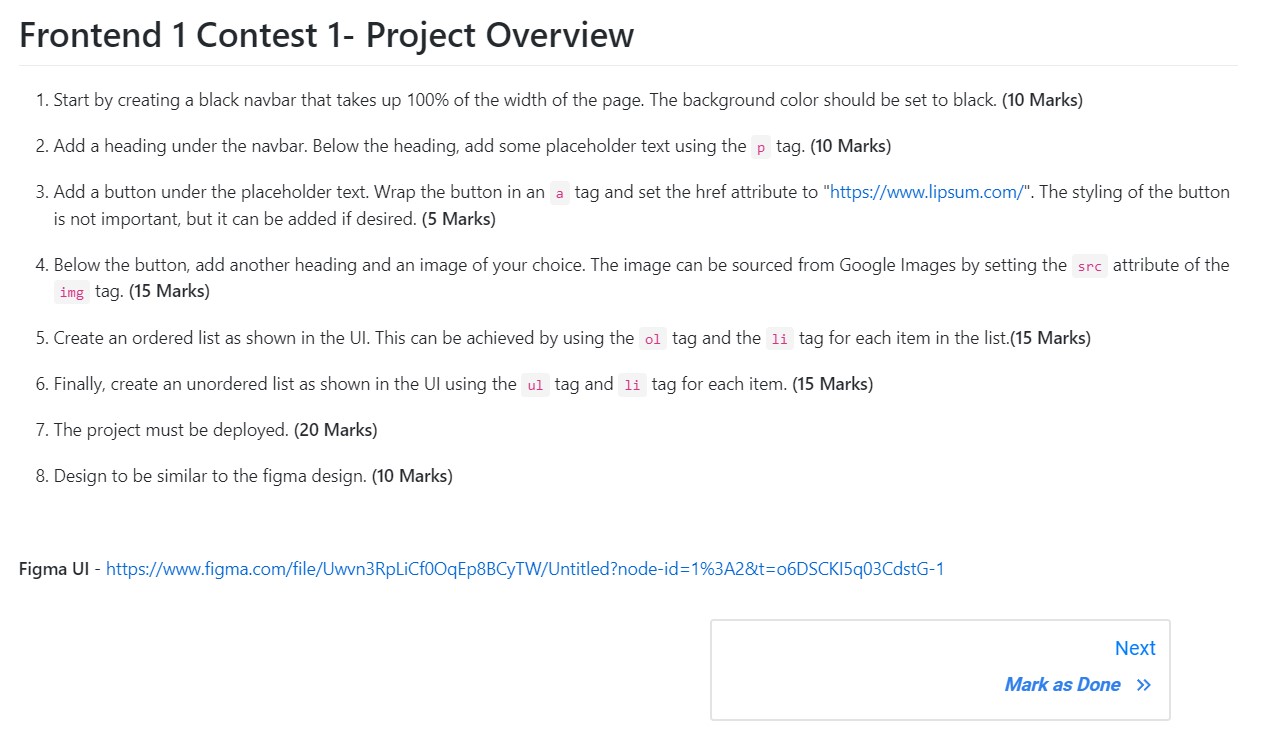 Frontend 1 Contest 1- Project Overview
1. Start by creating a black navbar that takes up 100% of the width of the page. The background color should be set to black. (10 Marks)
2. Add a heading under the navbar. Below the heading, add some placeholder text using the p tag. (10 Marks)
3. Add a button under the placeholder text. Wrap the button in an a tag and set the href attribute to "https://www.lipsum.com/". The styling of the button
is not important, but it can be added if desired. (5 Marks)
4. Below the button, add another heading and an image of your choice. The image can be sourced from Google Images by setting the src attribute of the
img tag. (15 Marks)
5. Create an ordered list as shown in the UI. This can be achieved by using the ol tag and the li tag for each item in the list.(15 Marks)
6. Finally, create an unordered list as shown in the UI using the ul tag and li tag for each item. (15 Marks)
7. The project must be deployed. (20 Marks)
8. Design to be similar to the figma design. (10 Marks)
Figma UI - https://www.figma.com/file/Uwvn3RpLiCf0OqEp8BCyTW/Untitled?node-id=1%3A2&t=o6DSCKI5q03CdstG-1
Next
Mark as Done »